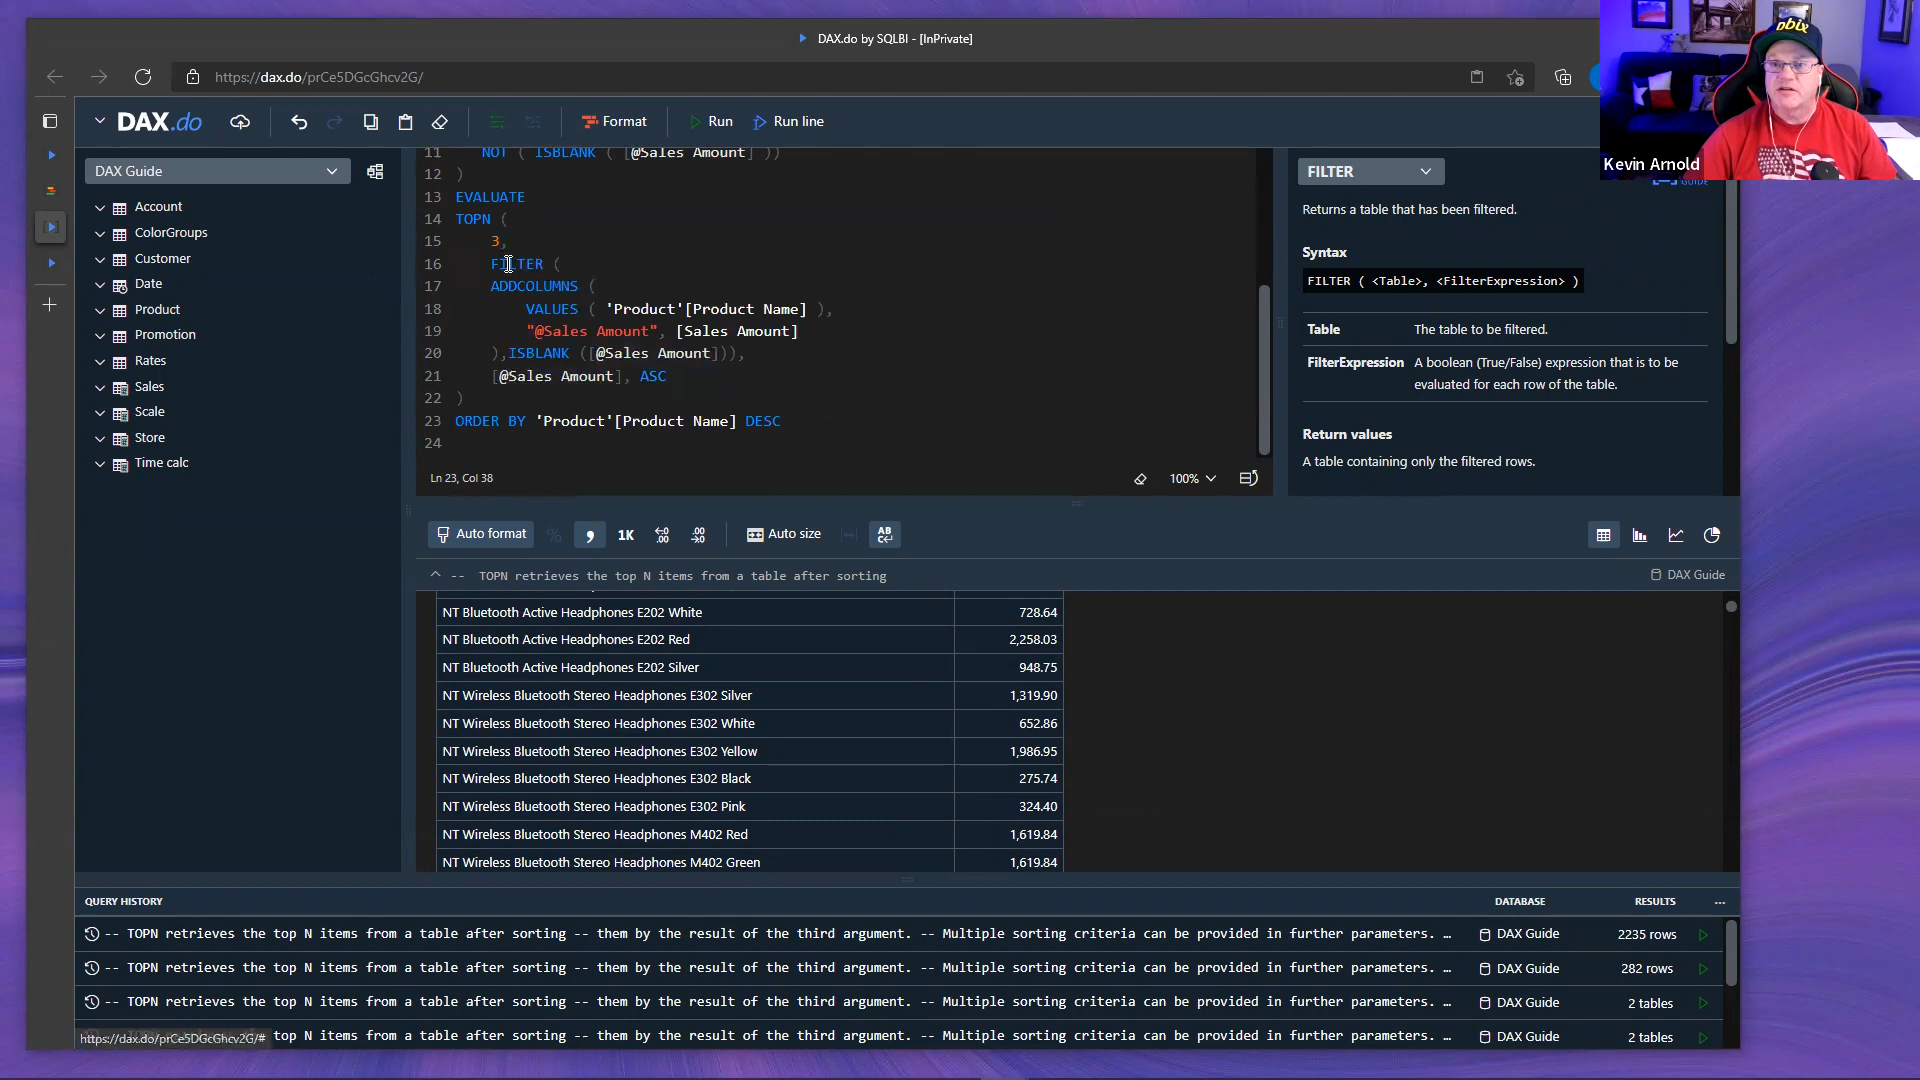 DAX.do by SQLBI - [InPrivate]
https://dax.do/prCe5DGcGhcv2G/
DAX.do
Format
Run
Run line
dbix
Kevin Arnold
DAX Guide
Account
ColorGroups
Customer
Date
Product
Promotion
Rates
Sales
Scale
Store
Time calc
11 NOT ( ISBLANK ( [@Sales Amount] ))
12 )
13 EVALUATE
14 TOPN (
15 3,
16 FILTER (
17 ADDCOLUMNS (
18 VALUES ( 'Product'[Product Name] ),
19 "@Sales Amount", [Sales Amount]
20 ),ISBLANK ([@Sales Amount])),
21 [@Sales Amount], ASC
22 )
23 ORDER BY 'Product'[Product Name] DESC
24
Ln 23, Col 38
100%
FILTER
GUIDE
Returns a table that has been filtered.
Syntax
FILTER ( <Table>, <FilterExpression> )
Table The table to be filtered.
FilterExpression A boolean (True/False) expression that is to be
evaluated for each row of the table.
Return values
A table containing only the filtered rows.
Auto format % , 1K .00 .00 Auto size AB C
-- TOPN retrieves the top N items from a table after sorting DAX Guide
NT Bluetooth Active Headphones E202 White 728.64
NT Bluetooth Active Headphones E202 Red 2,258.03
NT Bluetooth Active Headphones E202 Silver 948.75
NT Wireless Bluetooth Stereo Headphones E302 Silver 1,319.90
NT Wireless Bluetooth Stereo Headphones E302 White 652.86
NT Wireless Bluetooth Stereo Headphones E302 Yellow 1,986.95
NT Wireless Bluetooth Stereo Headphones E302 Black 275.74
NT Wireless Bluetooth Stereo Headphones E302 Pink 324.40
NT Wireless Bluetooth Stereo Headphones M402 Red 1,619.84
NT Wireless Bluetooth Stereo Headphones M402 Green 1,619.84
QUERY HISTORY DATABASE RESULTS ...
-- TOPN retrieves the top N items from a table after sorting -- them by the result of the third argument. -- Multiple sorting criteria can be provided in further parameters. … DAX Guide 2235 rows
-- TOPN retrieves the top N items from a table after sorting -- them by the result of the third argument. -- Multiple sorting criteria can be provided in further parameters. … DAX Guide 282 rows
-- TOPN retrieves the top N items from a table after sorting -- them by the result of the third argument. -- Multiple sorting criteria can be provided in further parameters. … DAX Guide 2 tables
the top N items from a table after sorting -- them by the result of the third argument. -- Multiple sorting criteria can be provided in further parameters. … DAX Guide 2 tables
https://dax.do/prCe5DGcGhcv2G/#